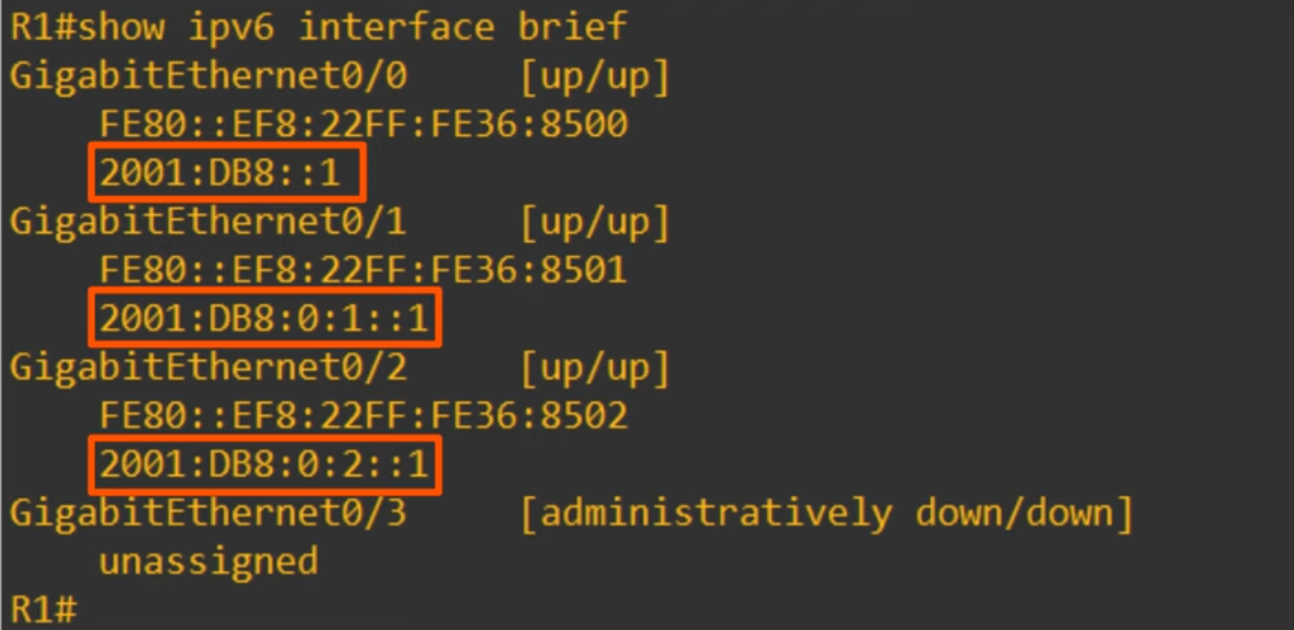 R1#show ipv6 interface brief
GigabitEthernet0/0 [up/up]
FE80::EF8:22FF:FE36:8500
2001:DB8::1
GigabitEthernet0/1 [up/up]
FE80::EF8:22FF:FE36:8501
2001:DB8:0:1::1
GigabitEthernet0/2 [up/up]
FE80::EF8:22FF:FE36:8502
2001:DB8:0:2::1
GigabitEthernet0/3 [administratively down/down]
unassigned
R1#